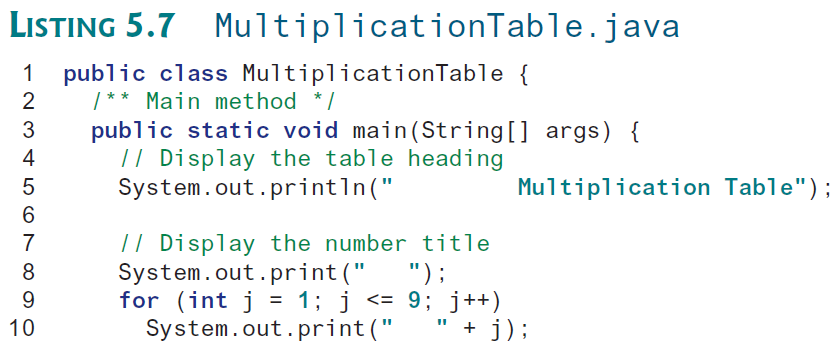 LISTING 5.7 MultiplicationTable.java
1 public class MultiplicationTable {
2   /** Main method */
3   public static void main(String[] args) {
4     // Display the table heading
5     System.out.println("         Multiplication Table");
6
7     // Display the number title
8     System.out.print("   ");
9     for (int j = 1; j <= 9; j++)
10       System.out.print("   " + j);